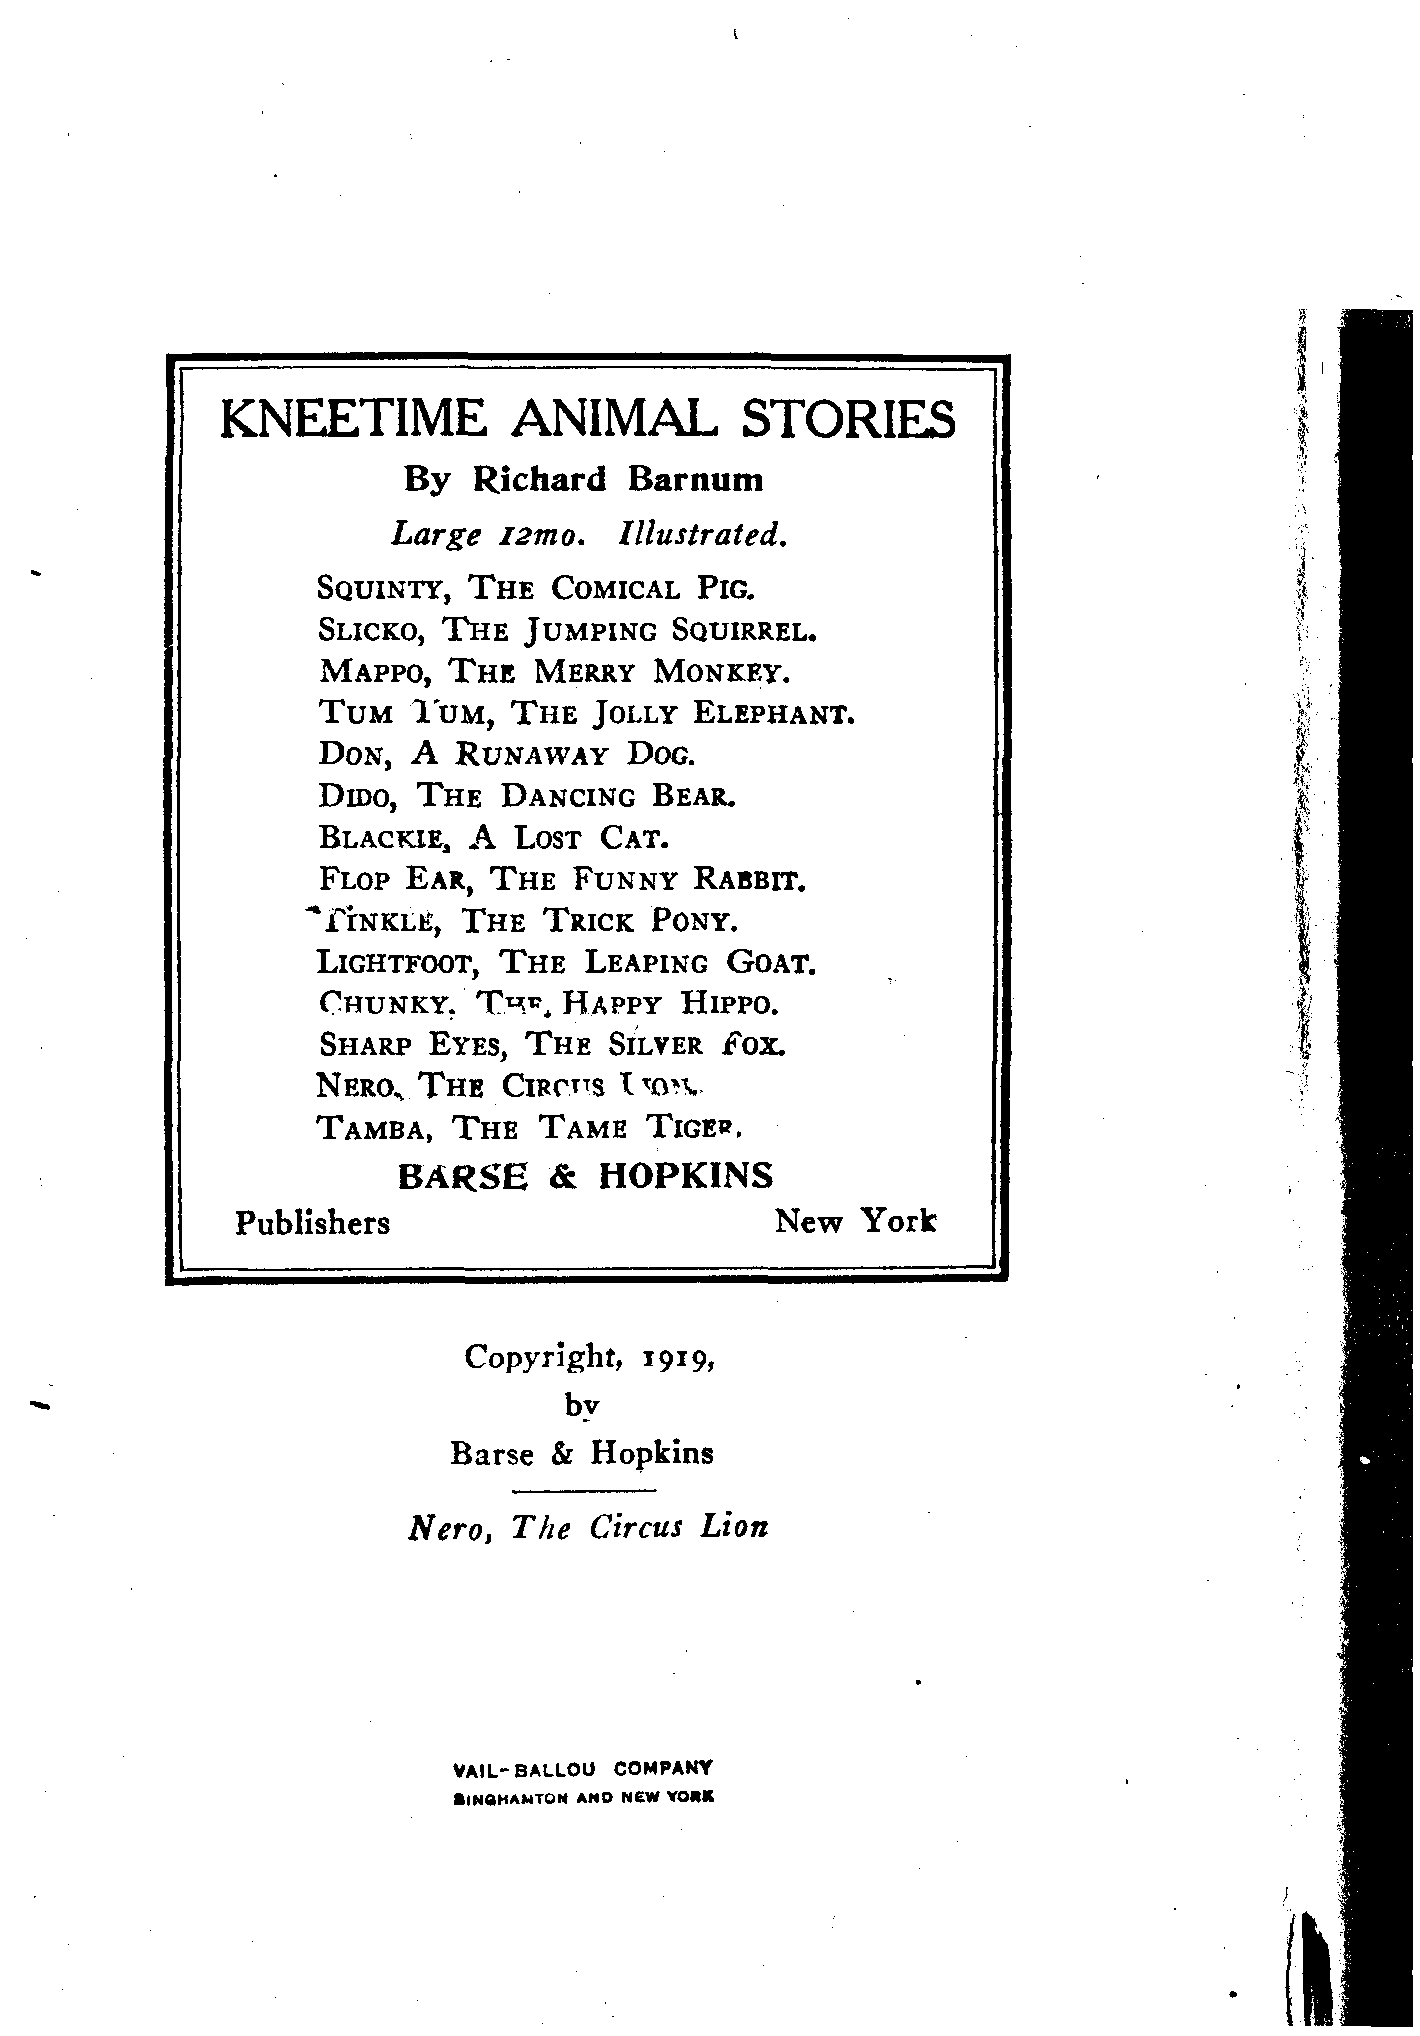 KNEETIME ANIMAL STORIES
By Richard Barnum
Large 12mo. Illustrated.
SQUINTY, THE COMICAL PIG.
SLICKO, THE JUMPING SQUIRREL.
MAPPO, THE MERRY MONKEY.
TUM TUM, THE JOLLY ELEPHANT.
DON, A RUNAWAY DOG.
DIDO, THE DANCING BEAR.
BLACKIE, A LOST CAT.
FLOP EAR, THE FUNNY RABBIT.
TINKLE, THE TRICK PONY.
LIGHTFOOT, THE LEAPING GOAT.
CHUNKY, THE HAPPY HIPPO.
SHARP EYES, THE SILVER FOX.
NERO, THE CIRCUS LION.
TAMBA, THE TAME TIGER.
BARSE & HOPKINS
Publishers New York
Copyright, 1919,
by
Barse & Hopkins
Nero, The Circus Lion
VAIL-BALLOU COMPANY
BINGHAMTON AND NEW YORK